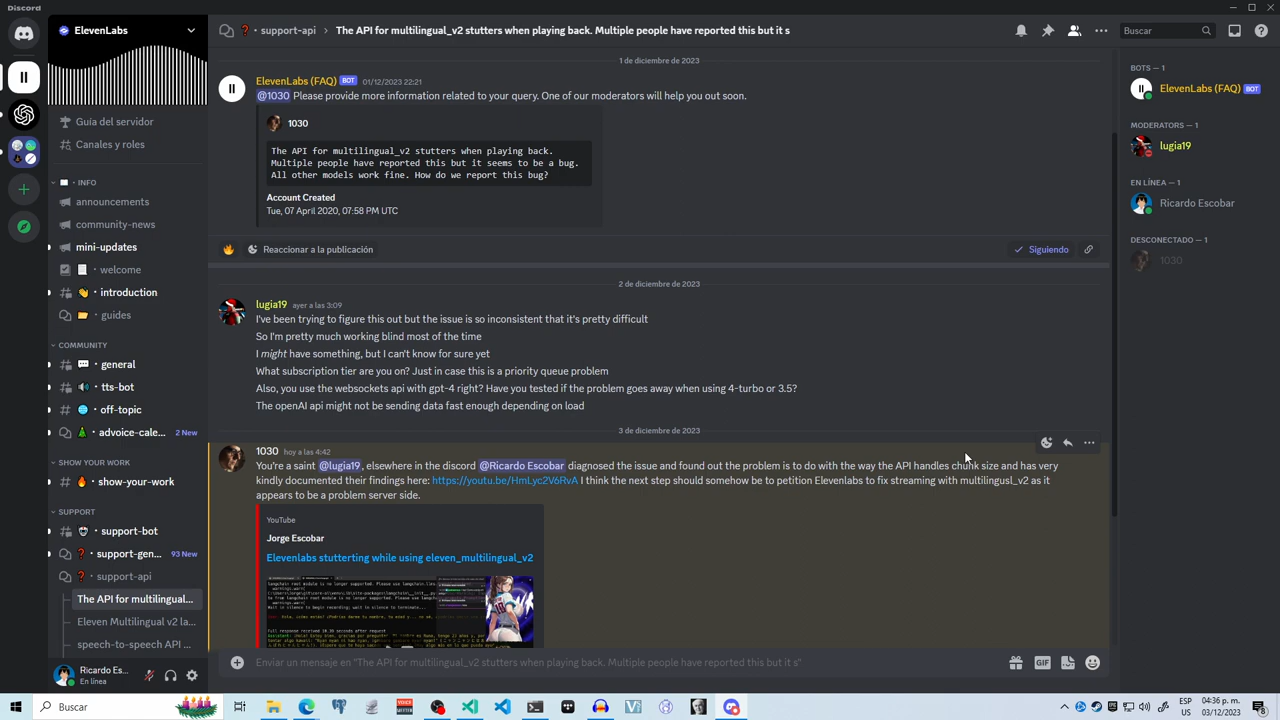 Discord
ElevenLabs
support-api › The API for multilingual_v2 stutters when playing back. Multiple people have reported this but it s
Buscar
Guía del servidor
Canales y roles
INFO
announcements
community-news
mini-updates
welcome
introduction
guides
COMMUNITY
general
tts-bot
off-topic
advoice-cale... 2 New
SHOW YOUR WORK
show-your-work
SUPPORT
support-bot
support-gen... 93 New
support-api
The API for multilingual...
Eleven Multilingual v2 la...
speech-to-speech API ...
Ricardo Es...
En línea
1 de diciembre de 2023
ElevenLabs (FAQ) BOT 01/12/2023 22:21
@1030 Please provide more information related to your query. One of our moderators will help you out soon.
1030
The API for multilingual_v2 stutters when playing back.
Multiple people have reported this but it seems to be a bug.
All other models work fine. How do we report this bug?
Account Created
Tue, 07 April 2020, 07:58 PM UTC
Reaccionar a la publicación
Siguiendo
2 de diciembre de 2023
lugia19 ayer a las 3:09
I've been trying to figure this out but the issue is so inconsistent that it's pretty difficult
So I'm pretty much working blind most of the time
I might have something, but I can't know for sure yet
What subscription tier are you on? Just in case this is a priority queue problem
Also, you use the websockets api with gpt-4 right? Have you tested if the problem goes away when using 4-turbo or 3.5?
The openAI api might not be sending data fast enough depending on load
3 de diciembre de 2023
1030 hoy a las 4:42
You're a saint @lugia19, elsewhere in the discord @Ricardo Escobar diagnosed the issue and found out the problem is to do with the way the API handles chunk size and has very
kindly documented their findings here: https://youtu.be/HmLyc2V6RvA I think the next step should somehow be to petition Elevenlabs to fix streaming with multilingusl_v2 as it
appears to be a problem server side.
YouTube
Jorge Escobar
Elevenlabs stutterting while using eleven_multilingual_v2
Enviar un mensaje en "The API for multilingual_v2 stutters when playing back. Multiple people have reported this but it s"
GIF
BOTS — 1
ElevenLabs (FAQ) BOT
MODERATORS — 1
lugia19
EN LÍNEA — 1
Ricardo Escobar
DESCONECTADO — 1
1030
Buscar
ESP
US
04:36 p. m.
03/12/2023